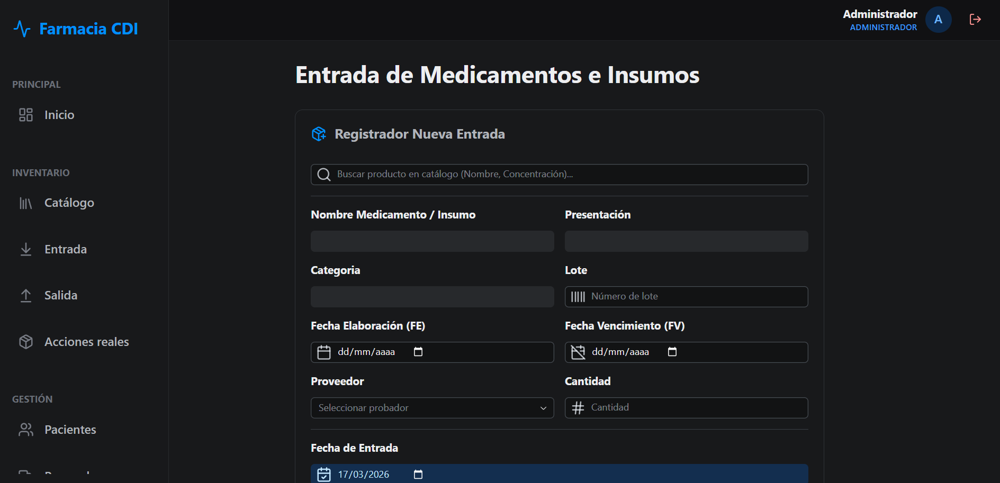 Farmacia CDI
Administrador
ADMINISTRADOR
A
PRINCIPAL
Inicio
INVENTARIO
Catálogo
Entrada
Salida
Acciones reales
GESTIÓN
Pacientes
Entrada de Medicamentos e Insumos
Registrador Nueva Entrada
Buscar producto en catálogo (Nombre, Concentración)...
Nombre Medicamento / Insumo
Presentación
Categoria
Lote
Número de lote
Fecha Elaboración (FE)
Fecha Vencimiento (FV)
dd/mm/aaaa
dd/mm/aaaa
Proveedor
Cantidad
Seleccionar probador
Cantidad
Fecha de Entrada
17/03/2026